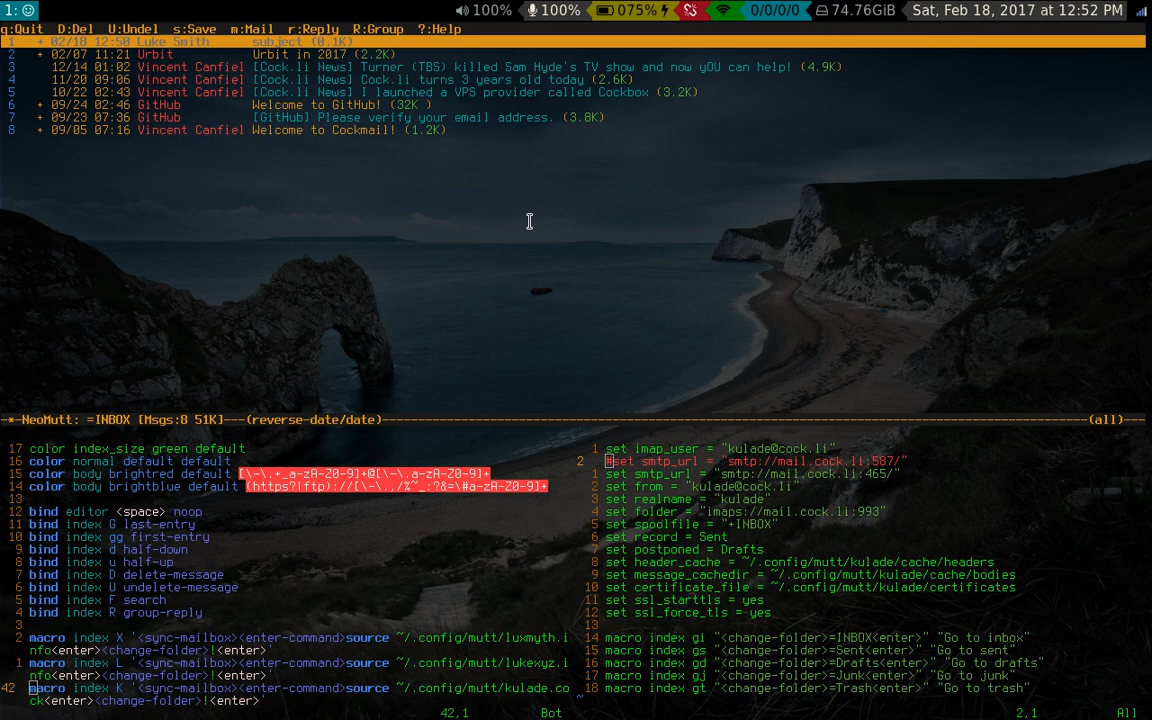 1: ☺ 100% 100% 075% 0/0/0/0 74.76GiB Sat, Feb 18, 2017 at 12:52 PM
q:Quit D:Del U:Undel s:Save m:Mail r:Reply R:Group ?:Help
1 + 02/18 12:50 Luke Smith subject (0.1K)
2 + 02/07 11:21 Urbit Urbit in 2017 (2.2K)
3 12/14 01:02 Vincent Canfiel [Cock.li News] Turner (TBS) killed Sam Hyde's TV show and now yOU can help! (4.9K)
4 11/20 09:06 Vincent Canfiel [Cock.li News] Cock.li turns 3 years old today (2.6K)
5 10/22 02:43 Vincent Canfiel [Cock.li News] I launched a VPS provider called Cockbox (3.2K)
6 + 09/24 02:46 GitHub Welcome to GitHub! (32K )
7 + 09/23 07:36 GitHub [GitHub] Please verify your email address. (3.8K)
8 + 09/05 07:16 Vincent Canfiel Welcome to Cockmail! (1.2K)
-*-NeoMutt: =INBOX [Msgs:8 51K]---(reverse-date/date)---(all)---
17 color index_size green default
16 color normal default default
15 color body brightred default [\-\.+_a-zA-Z0-9]+@[\-\.a-zA-Z0-9]+
14 color body brightblue default (https?|ftp)://[\-\.,/%~_:?&=\#a-zA-Z0-9]+
13
12 bind editor <space> noop
11 bind index G last-entry
10 bind index gg first-entry
9 bind index d half-down
8 bind index u half-up
7 bind index D delete-message
6 bind index U undelete-message
5 bind index F search
4 bind index R group-reply
3
2 macro index X '<sync-mailbox><enter-command>source ~/.config/mutt/luxmyth.i
nfo<enter><change-folder>!<enter>'
1 macro index L '<sync-mailbox><enter-command>source ~/.config/mutt/lukexyz.i
nfo<enter><change-folder>!<enter>'
42 macro index K '<sync-mailbox><enter-command>source ~/.config/mutt/kulade.co
ck<enter><change-folder>!<enter>'
42,1 Bot
1 set imap_user = "kulade@cock.li"
2 #set smtp_url = "smtp://mail.cock.li:587/"
1 set smtp_url = "smtp://mail.cock.li:465/"
2 set from = "kulade@cock.li"
3 set realname = "kulade"
4 set folder = "imaps://mail.cock.li:993"
5 set spoolfile = "+INBOX"
6 set record = Sent
7 set postponed = Drafts
8 set header_cache = ~/.config/mutt/kulade/cache/headers
9 set message_cachedir = ~/.config/mutt/kulade/cache/bodies
10 set certificate_file = ~/.config/mutt/kulade/certificates
11 set ssl_starttls = yes
12 set ssl_force_tls = yes
13
14 macro index gi "<change-folder>=INBOX<enter>" "Go to inbox"
15 macro index gs "<change-folder>=Sent<enter>" "Go to sent"
16 macro index gd "<change-folder>=Drafts<enter>" "Go to drafts"
17 macro index gj "<change-folder>=Junk<enter>" "Go to junk"
18 macro index gt "<change-folder>=Trash<enter>" "Go to trash"
~
2,1 All